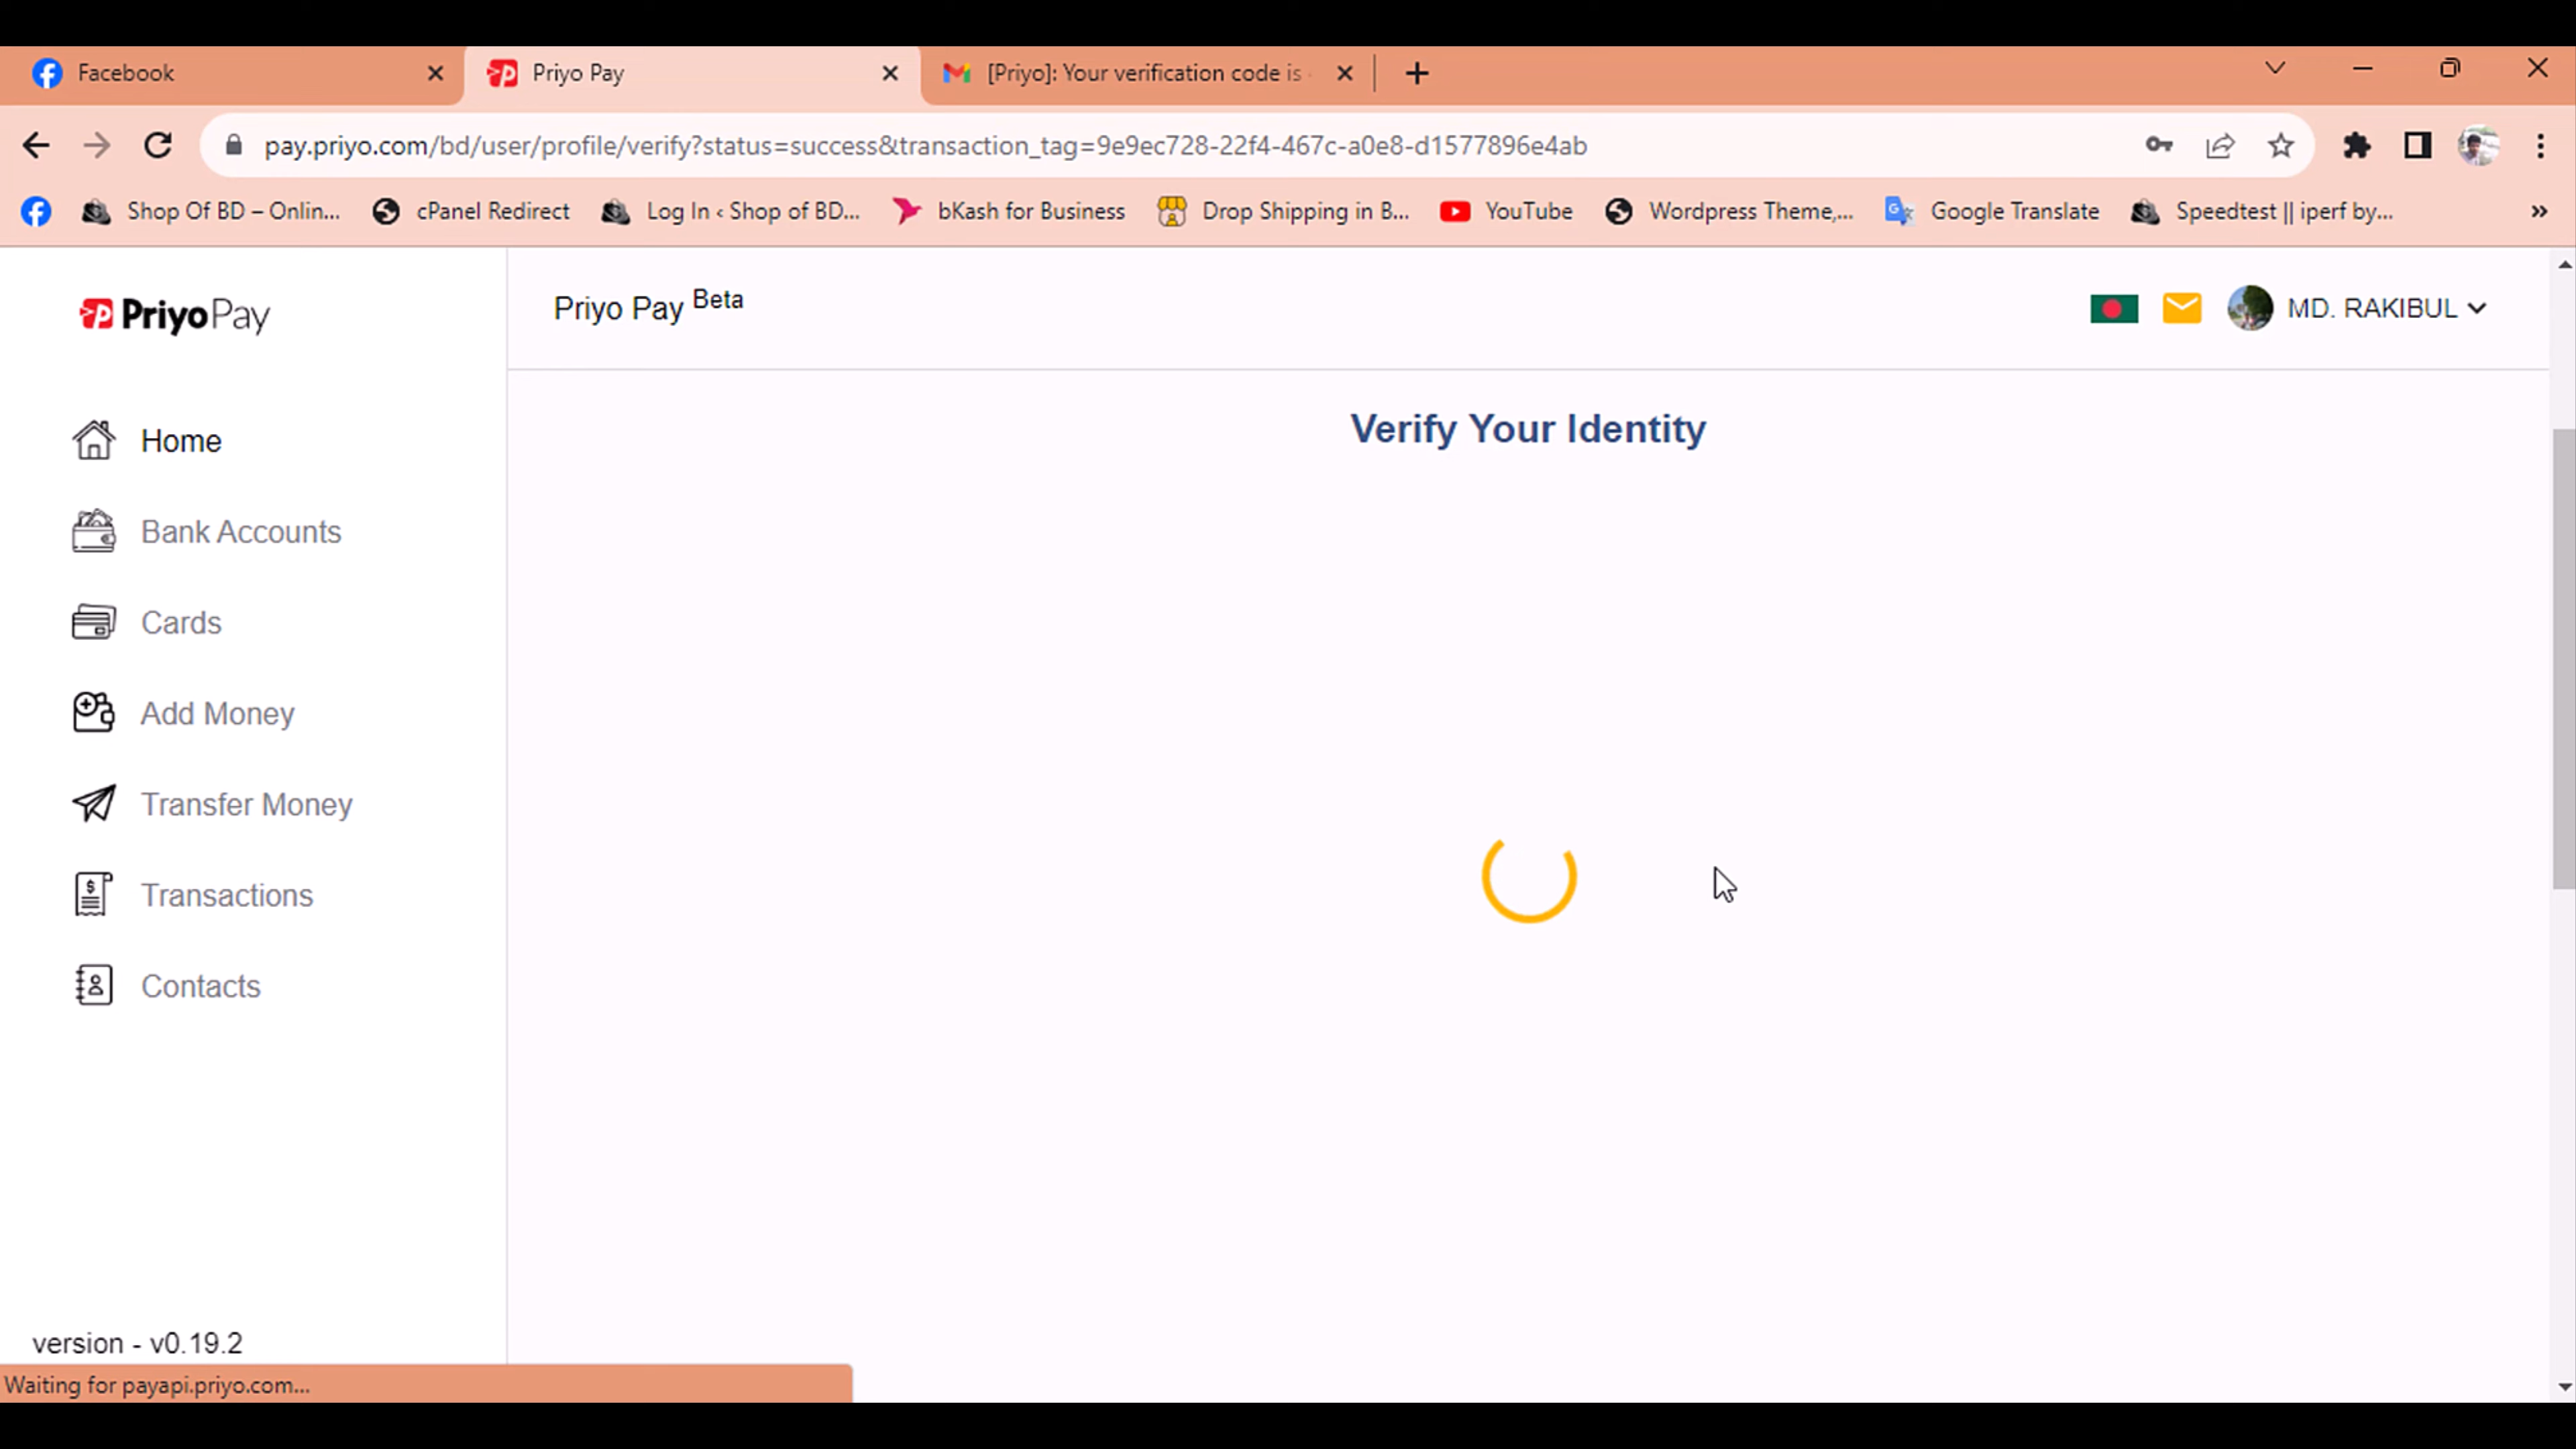 Facebook
Priyo Pay
[Priyo]: Your verification code is
pay.priyo.com/bd/user/profile/verify?status=success&transaction_tag=9e9ec728-22f4-467c-a0e8-d1577896e4ab
Shop Of BD – Onlin...
cPanel Redirect
Log In ‹ Shop of BD...
bKash for Business
Drop Shipping in B...
YouTube
Wordpress Theme,...
Google Translate
Speedtest || iperf by...
PriyoPay
Priyo Pay Beta
MD. RAKIBUL
Verify Your Identity
Home
Bank Accounts
Cards
Add Money
Transfer Money
Transactions
Contacts
version - v0.19.2
Waiting for payapi.priyo.com...